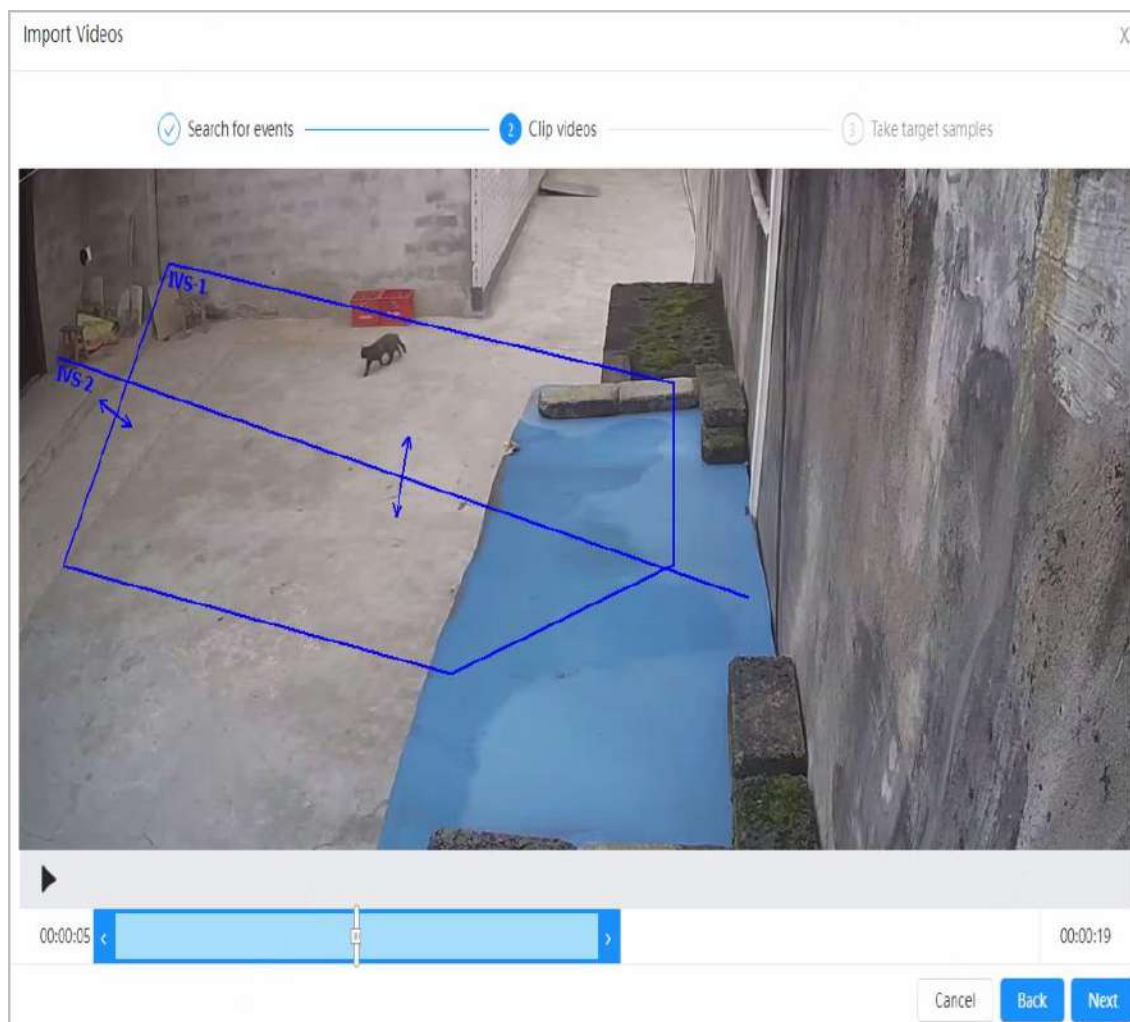 Import Videos
X
Search for events
2 Clip videos
3 Take target samples
IVS-1
IVS-2
00:00:05
00:00:19
Cancel
Back
Next